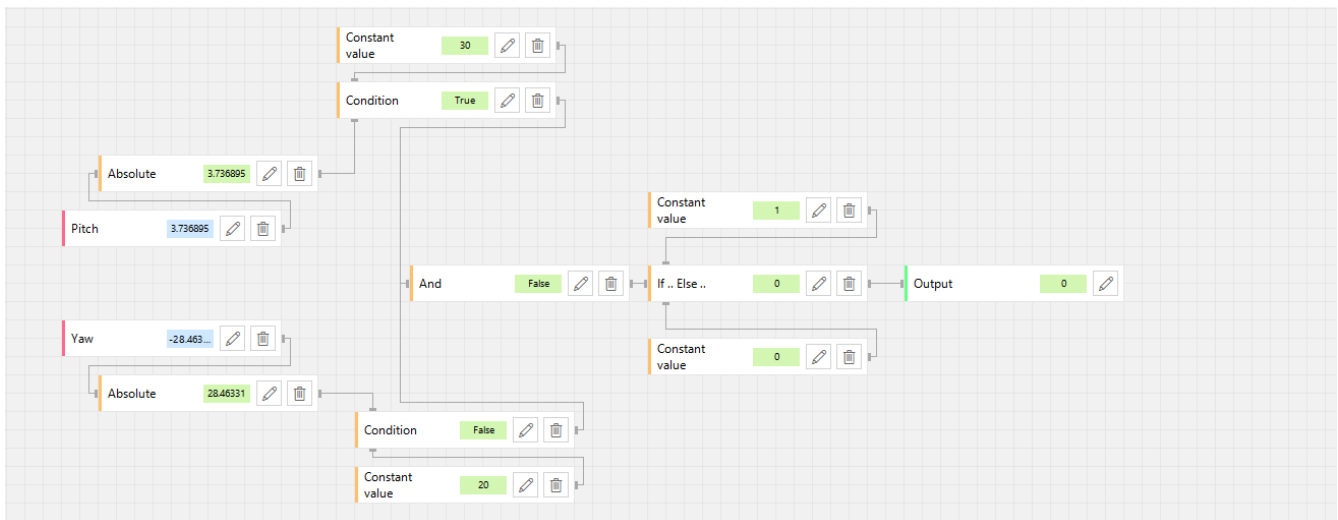 Constant
value
30
Condition
True
Absolute
3.736895
Pitch
3.736895
Constant
value
1
And
False
If .. Else ..
0
Output
0
Yaw
-28.463...
Constant
value
0
Absolute
28.46331
Condition
False
Constant
value
20